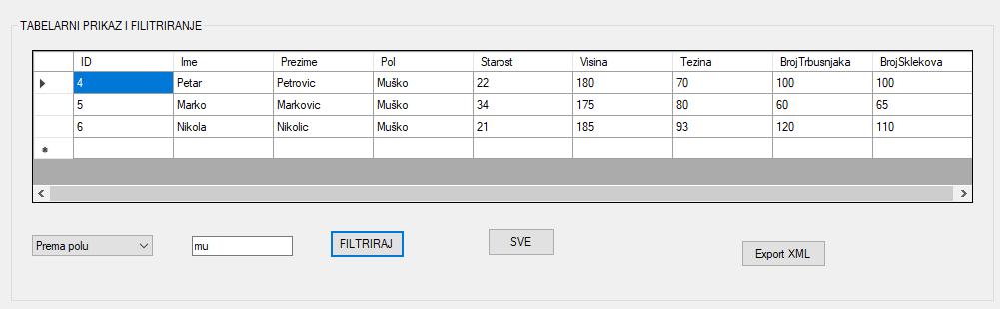 TABELARNI PRIKAZ I FILITRIRANJE
ID Ime Prezime Pol Starost Visina Tezina BrojTrbusnjaka BrojSklekova
4 Petar Petrovic Muško 22 180 70 100 100
5 Marko Markovic Muško 34 175 80 60 65
6 Nikola Nikolic Muško 21 185 93 120 110
Prema polu mu FILTRIRAJ SVE Export XML